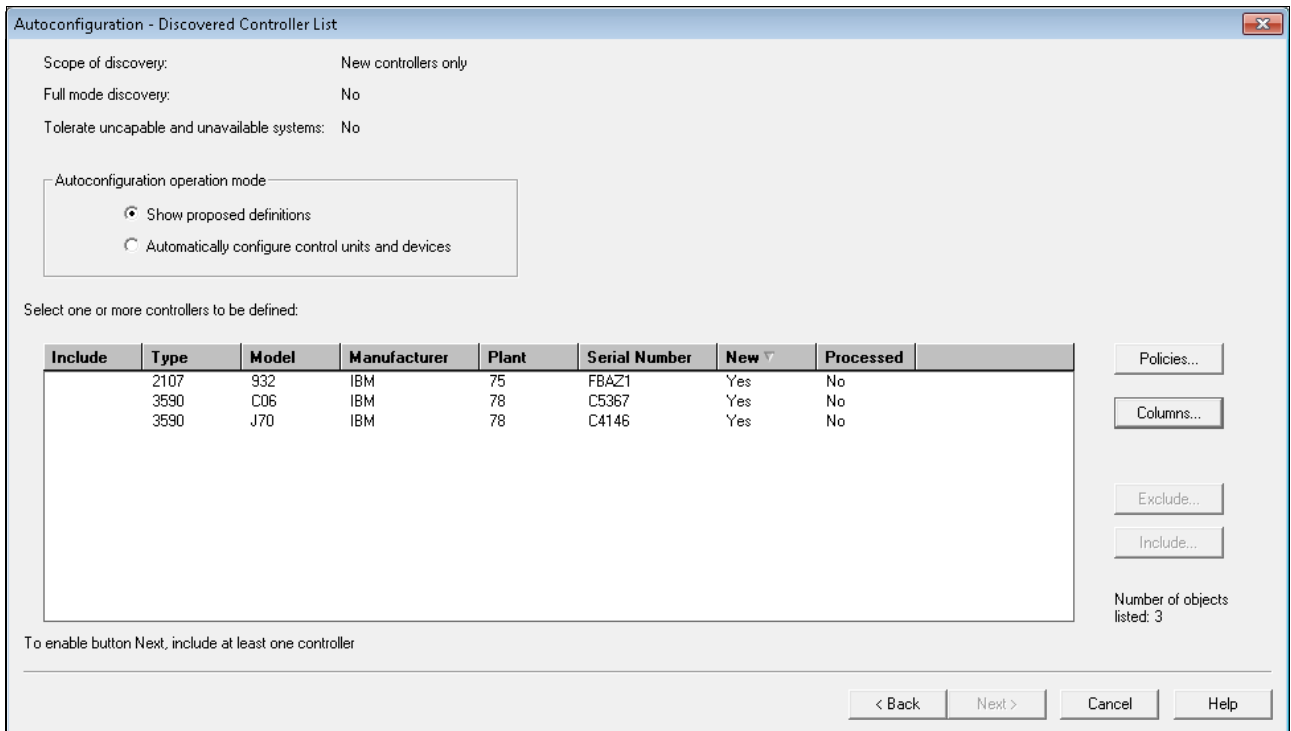 Autoconfiguration - Discovered Controller List
Scope of discovery: New controllers only
Full mode discovery: No
Tolerate uncapable and unavailable systems: No
Autoconfiguration operation mode
Show proposed definitions
Automatically configure control units and devices
Select one or more controllers to be defined:
Include Type Model Manufacturer Plant Serial Number New Processed
2107 932 IBM 75 FBAZ1 Yes No
3590 C06 IBM 78 C5367 Yes No
3590 J70 IBM 78 C4146 Yes No
Policies...
Columns...
Exclude...
Include...
Number of objects
listed: 3
To enable button Next, include at least one controller
< Back Next > Cancel Help